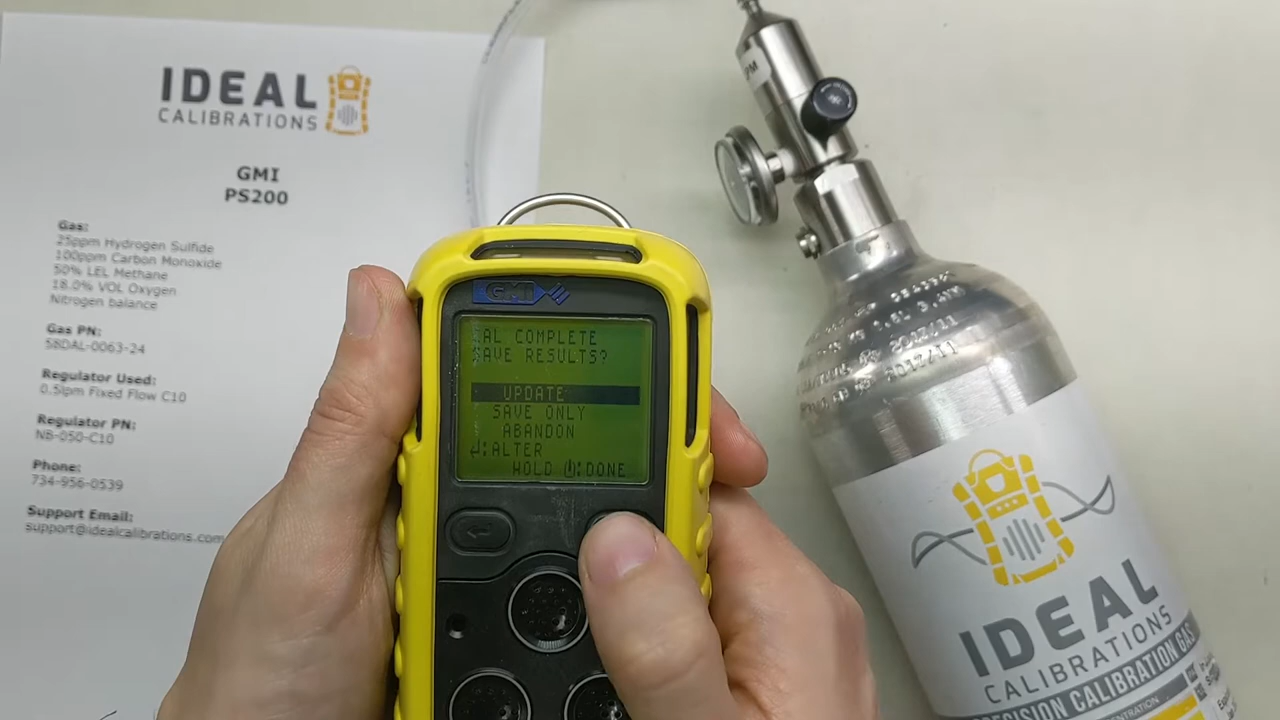 IDEAL
CALIBRATIONS
GMI
PS200
Gas:
25ppm Hydrogen Sulfide
100ppm Carbon Monoxide
50% LEL Methane
18.0% VOL Oxygen
Nitrogen balance
Gas PN:
58DAL-0063-24
Regulator Used:
0.5lpm Fixed Flow C10
Regulator PN:
NB-050-C10
Phone:
734-956-0539
Support Email:
support@idealcalibrations.com
GMI
CAL COMPLETE
SAVE RESULTS?
UPDATE
SAVE ONLY
ABANDON
:ALTER
HOLD :DONE
IDEAL
CALIBRATIONS
PRECISION CALIBRATION GAS